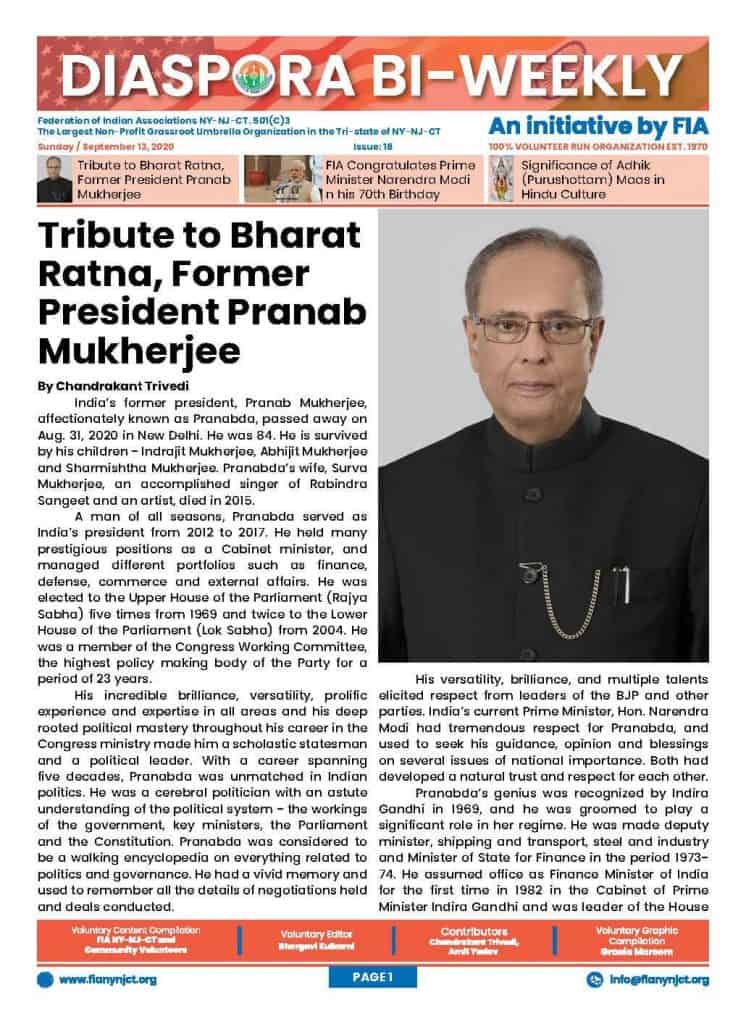 DIASPORA BI-WEEKLY
Federation of Indian Associations NY-NJ-CT. 501(C)3
The Largest Non-Profit Grassroot Umbrella Organization in the Tri-state of NY-NJ-CT
An initiative by FIA
Sunday / September 13, 2020
Issue: 18
100% VOLUNTEER RUN ORGANIZATION EST. 1970
Tribute to Bharat Ratna,
Former President Pranab
Mukherjee
FIA Congratulates Prime
Minister Narendra Modi
n his 70th Birthday
Significance of Adhik
(Purushottam) Maas in
Hindu Culture
Tribute to Bharat
Ratna, Former
President Pranab
Mukherjee
By Chandrakant Trivedi
India's former president, Pranab Mukherjee,
affectionately known as Pranabda, passed away on
Aug. 31, 2020 in New Delhi. He was 84. He is survived
by his children – Indrajit Mukherjee, Abhijit Mukherjee
and Sharmishtha Mukherjee. Pranabda's wife, Surva
Mukherjee, an accomplished singer of Rabindra
Sangeet and an artist, died in 2015.
A man of all seasons, Pranabda served as
India's president from 2012 to 2017. He held many
prestigious positions as a Cabinet minister, and
managed different portfolios such as finance,
defense, commerce and external affairs. He was
elected to the Upper House of the Parliament (Rajya
Sabha) five times from 1969 and twice to the Lower
House of the Parliament (Lok Sabha) from 2004. He
was a member of the Congress Working Committee,
the highest policy making body of the Party for a
period of 23 years.
His incredible brilliance, versatility, prolific
experience and expertise in all areas and his deep
rooted political mastery throughout his career in the
Congress ministry made him a scholastic statesman
and a political leader. With a career spanning
five decades, Pranabda was unmatched in Indian
politics. He was a cerebral politician with an astute
understanding of the political system – the workings
of the government, key ministers, the Parliament
and the Constitution. Pranabda was considered to
be a walking encyclopedia on everything related to
politics and governance. He had a vivid memory and
used to remember all the details of negotiations held
and deals conducted.
His versatility, brilliance, and multiple talents
elicited respect from leaders of the BJP and other
parties. India's current Prime Minister, Hon. Narendra
Modi had tremendous respect for Pranabda, and
used to seek his guidance, opinion and blessings
on several issues of national importance. Both had
developed a natural trust and respect for each other.
Pranabda's genius was recognized by Indira
Gandhi in 1969, and he was groomed to play a
significant role in her regime. He was made deputy
minister, shipping and transport, steel and industry
and Minister of State for Finance in the period 1973-
74. He assumed office as Finance Minister of India
for the first time in 1982 in the Cabinet of Prime
Minister Indira Gandhi and was leader of the House
Voluntary Content Compilation
FIA NY-NJ-CT and
Community Volunteers
Voluntary Editor
Bhargavi Kulkarni
Contributors
Chandrakant Trivedi,
Amit Yadav
Voluntary Graphic
Compilation
www.fianynjct.org
PAGE 1
info@fianynjct.org